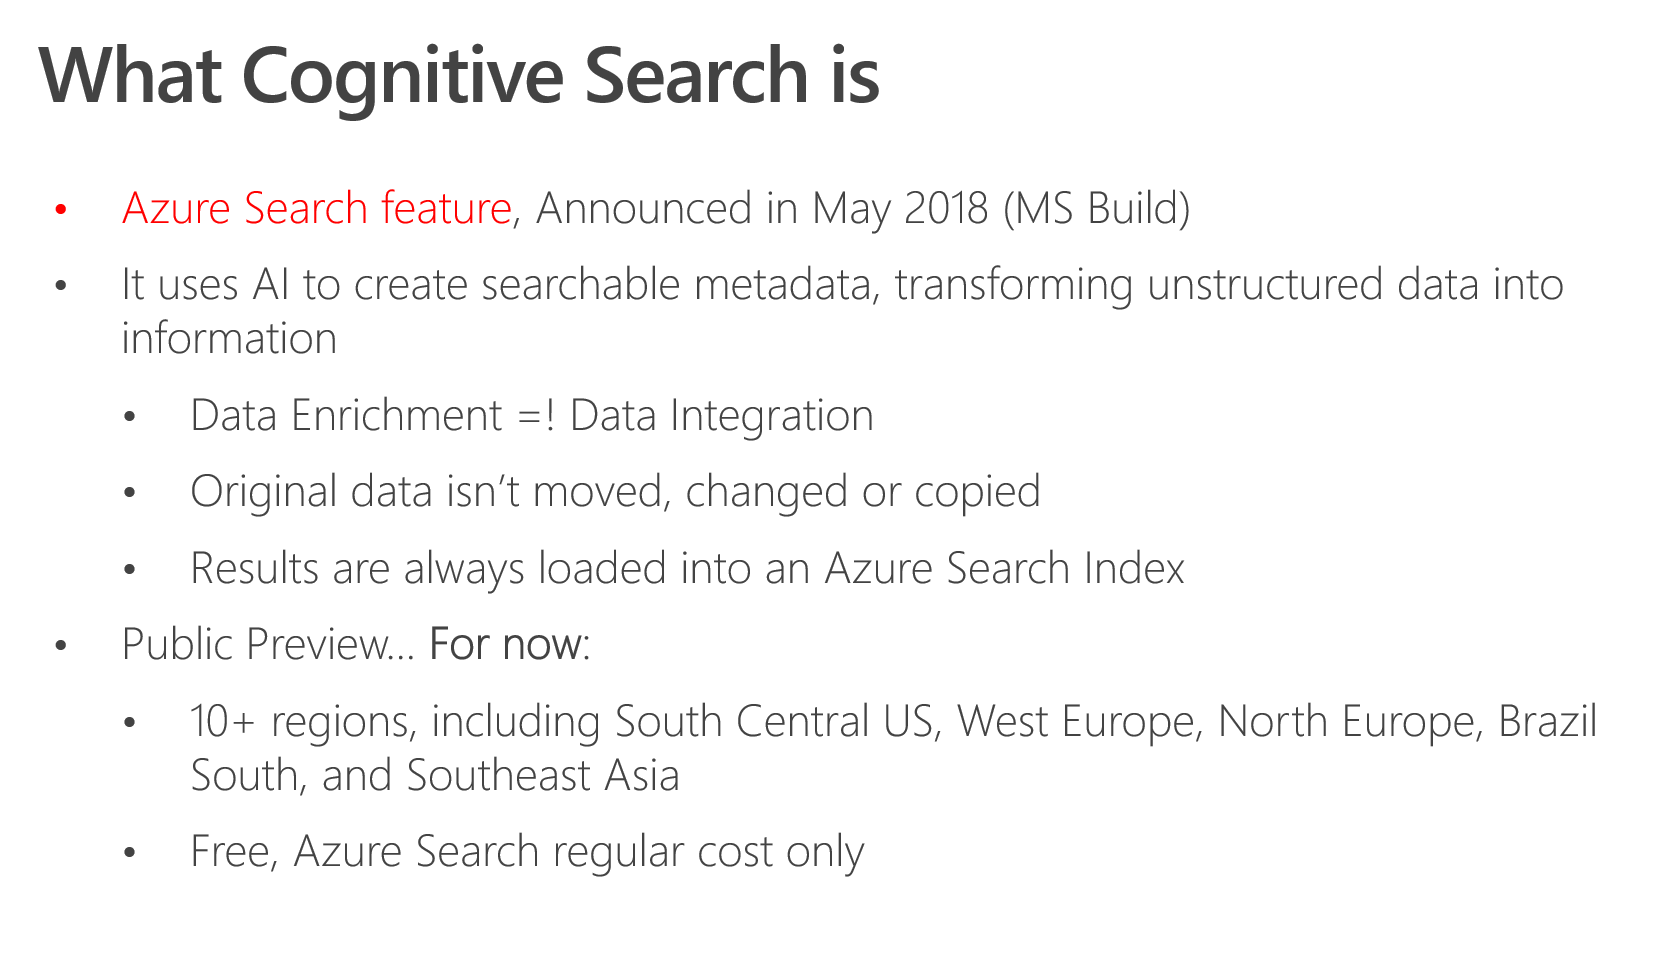 What Cognitive Search is
• Azure Search feature, Announced in May 2018 (MS Build)
• It uses AI to create searchable metadata, transforming unstructured data into
information
• Data Enrichment =! Data Integration
• Original data isn’t moved, changed or copied
• Results are always loaded into an Azure Search Index
• Public Preview... For now:
• 10+ regions, including South Central US, West Europe, North Europe, Brazil
South, and Southeast Asia
• Free, Azure Search regular cost only